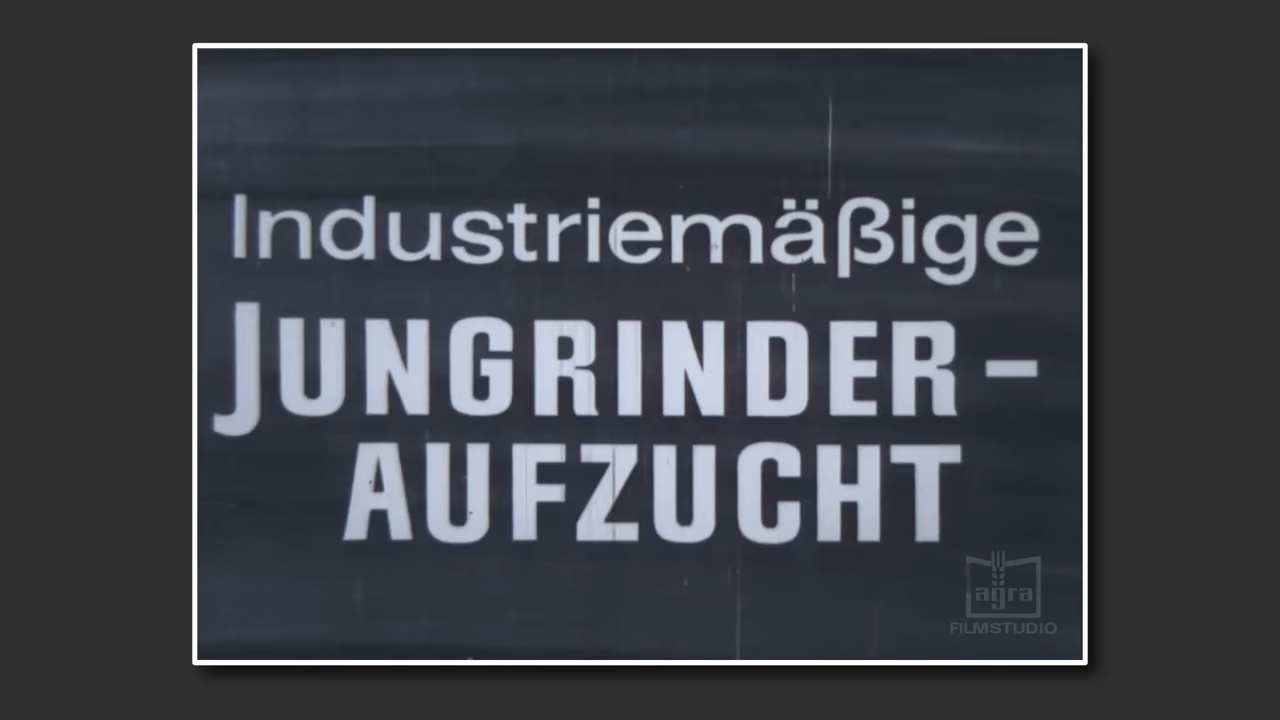 Industriemäßige
JUNGRINDER-
AUFZUCHT
agra
FILMSTUDIO